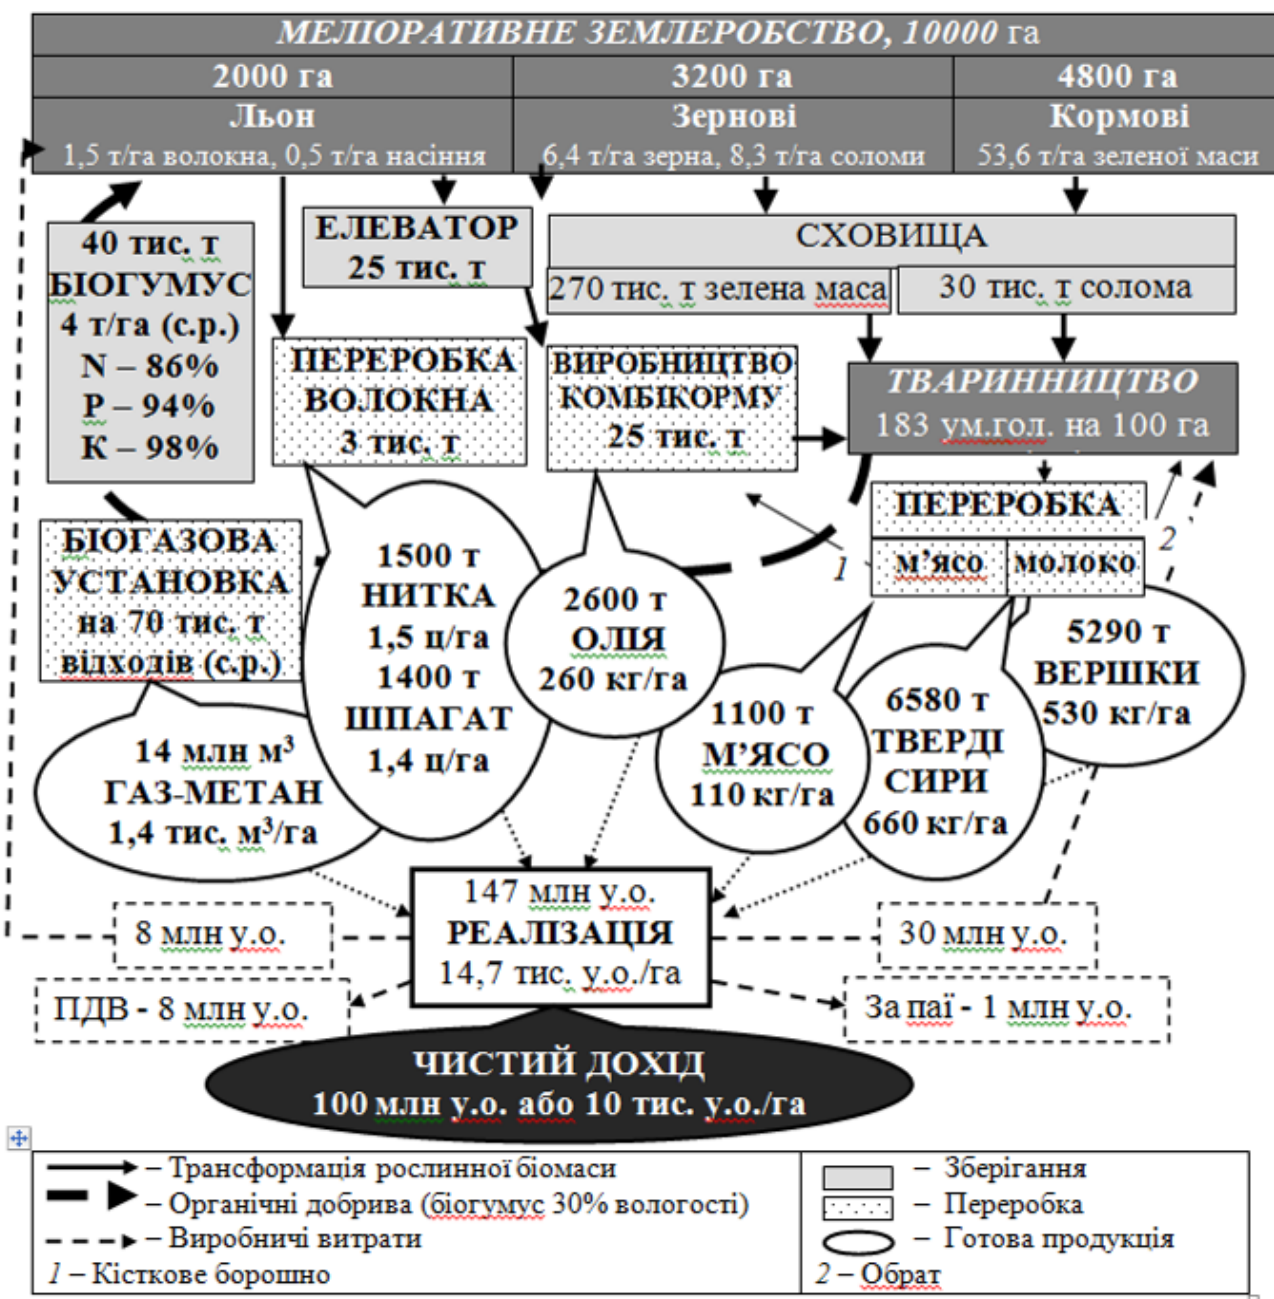 МЕЛІОРАТИВНЕ ЗЕМЛЕРОБСТВО, 10000 га
2000 га
3200 га
4800 га
Льон
Зернові
Кормові
1,5 т/га волокна, 0,5 т/га насіння
6,4 т/га зерна, 8,3 т/га соломи
53,6 т/га зеленої маси
40 тис. т
БІОГУМУС
4 т/га (с.р.)
N – 86%
P – 94%
K – 98%
ЕЛЕВАТОР
25 тис. т
СХОВИЩА
270 тис. т зелена маса
30 тис. т солома
ПЕРЕРОБКА
ВОЛОКНА
3 тис. т
ВИРОБНИЦТВО
КОМБІКОРМУ
25 тис. т
ТВАРИННИЦТВО
183 ум.гол. на 100 га
ПЕРЕРОБКА
м’ясо
молоко
1
2
БІОГАЗОВА
УСТАНОВКА
на 70 тис. т
відходів (с.р.)
1500 т
НИТКА
1,5 ц/га
1400 т
ШПАГАТ
1,4 ц/га
2600 т
ОЛІЯ
260 кг/га
5290 т
ВЕРШКИ
530 кг/га
1100 т
М’ЯСО
110 кг/га
6580 т
ТВЕРДІ
СИРИ
660 кг/га
14 млн м³
ГАЗ-МЕТАН
1,4 тис. м³/га
147 млн у.о.
РЕАЛІЗАЦІЯ
14,7 тис. у.о./га
8 млн у.о.
30 млн у.о.
ПДВ - 8 млн у.о.
За паї - 1 млн у.о.
ЧИСТИЙ ДОХІД
100 млн у.о. або 10 тис. у.о./га
– Трансформація рослинної біомаси
– Органічні добрива (біогумус 30% вологості)
– Виробничі витрати
1 – Кісткове борошно
– Зберігання
– Переробка
– Готова продукція
2 – Обрат